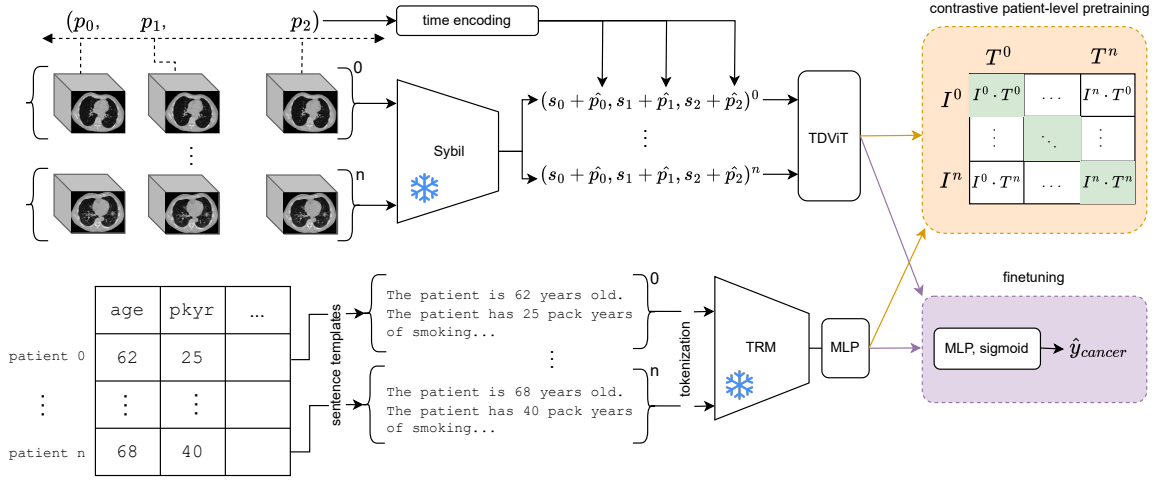 (p₀, p₁, p₂)
time encoding
contrastive patient-level pretraining
0
Sybil
(s₀ + p̂₀, s₁ + p̂₁, s₂ + p̂₂)⁰
⋮
(s₀ + p̂₀, s₁ + p̂₁, s₂ + p̂₂)ⁿ
TDViT
⋮
n
T⁰ Tⁿ
I⁰ I⁰ · T⁰ ... Iⁿ · T⁰
⋮ ⋱ ⋮
Iⁿ I⁰ · Tⁿ ... Iⁿ · Tⁿ
age pkyr ...
patient 0 62 25
⋮ ⋮ ⋮
patient n 68 40
sentence templates
The patient is 62 years old.
The patient has 25 pack years
of smoking...
0
⋮
The patient is 68 years old.
The patient has 40 pack years
of smoking...
n
tokenization
TRM
MLP
finetuning
MLP, sigmoid
ŷ_cancer